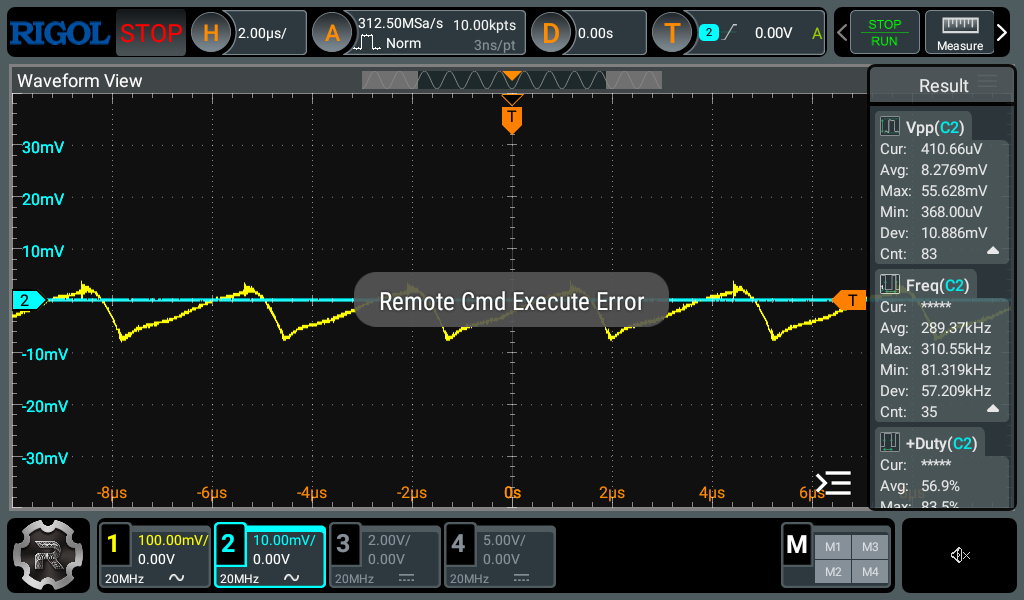 RIGOL STOP H 2.00µs/ A 312.50MSa/s 10.00kpts D 0.00s T 2 0.00V A STOP
Norm 3ns/pt RUN Measure
Waveform View
Result
T
30mV
20mV
10mV
2
-10mV
-20mV
-30mV
T
Remote Cmd Execute Error
-8µs -6µs -4µs -2µs 0s 2µs 4µs 6µs
Vpp(C2)
Cur: 410.66uV
Avg: 8.2769mV
Max: 55.628mV
Min: 368.00uV
Dev: 10.886mV
Cnt: 83
Freq(C2)
Cur: *****
Avg: 289.37kHz
Max: 310.55kHz
Min: 81.319kHz
Dev: 57.209kHz
Cnt: 35
+Duty(C2)
Cur: *****
Avg: 56.9%
Max: 83.5%
R
1 100.00mV/
0.00V
20MHz
2 10.00mV/
0.00V
20MHz
3 2.00V/
0.00V
20MHz
4 5.00V/
0.00V
20MHz
M M1 M3
M2 M4